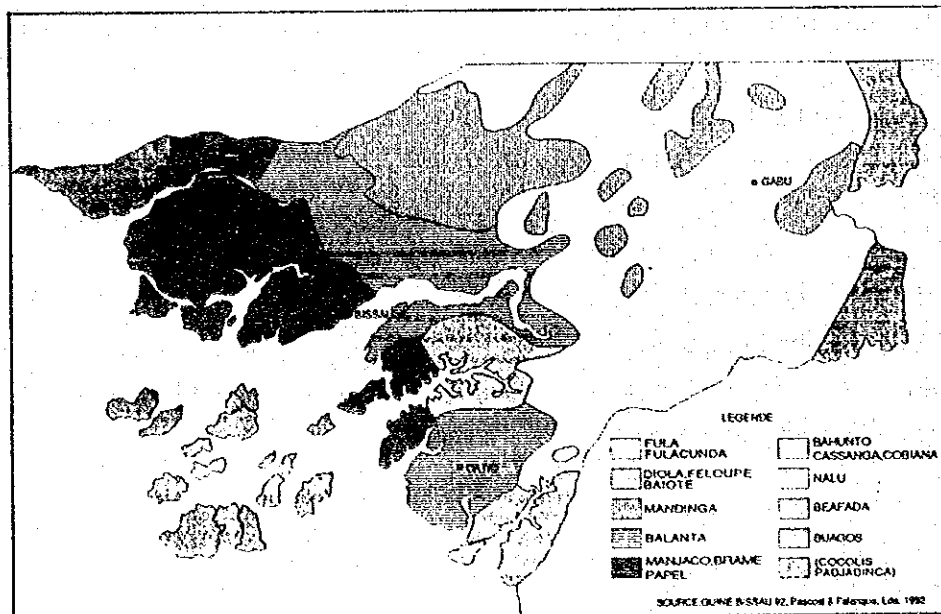 GABU
BISSAU
LEGENDE
FULA
FULACUNDA
DIOLA,FELOUPE
BAIOTE
MANDINGA
BALANTA
MANJACO,BRAME
PAPEL
BAHUNTO
CASSANGA,COBIANA
NALU
BEAFADA
BIJAGOS
(COCOLIS
PADJADINCA)
SOURCE:GUINE BISSAU 92, Pascoal & Lda. 1992